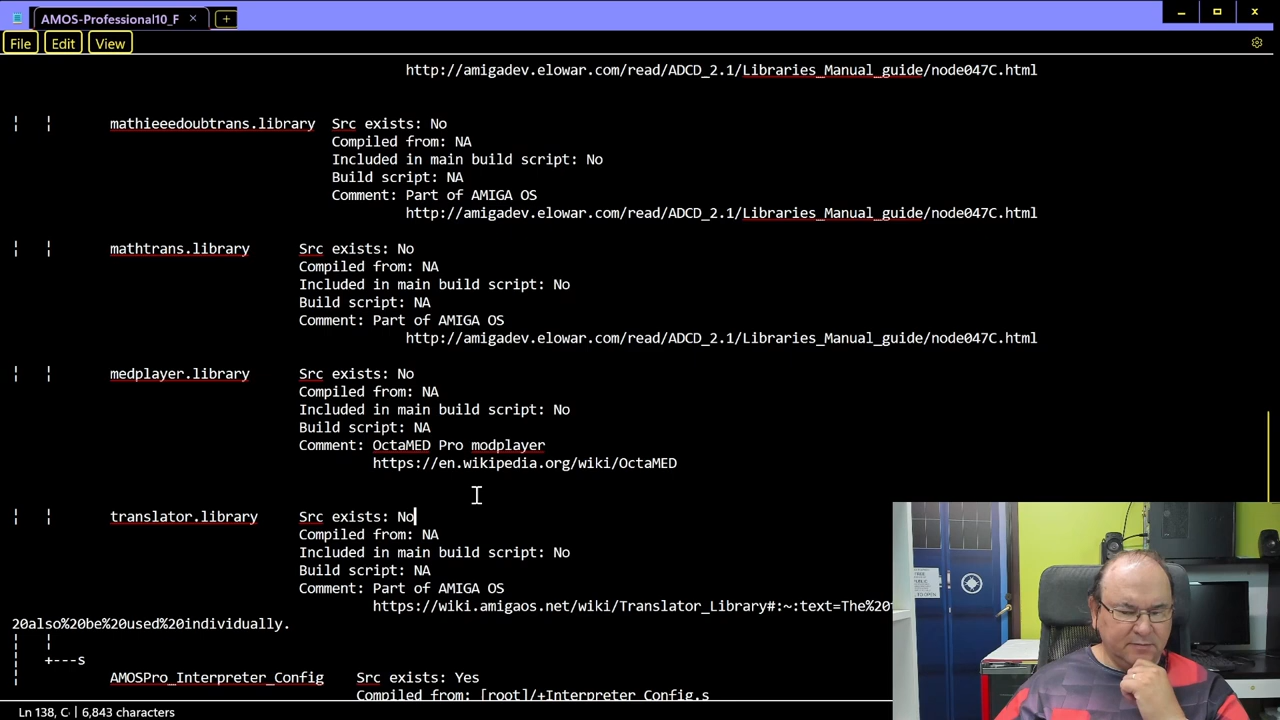 AMOS-Professional10_F
File Edit View
http://amigadev.elowar.com/read/ADCD_2.1/Libraries_Manual_guide/node047C.html
¦ ¦ mathieeedoubtrans.library Src exists: No
Compiled from: NA
Included in main build script: No
Build script: NA
Comment: Part of AMIGA OS
http://amigadev.elowar.com/read/ADCD_2.1/Libraries_Manual_guide/node047C.html
¦ ¦ mathtrans.library Src exists: No
Compiled from: NA
Included in main build script: No
Build script: NA
Comment: Part of AMIGA OS
http://amigadev.elowar.com/read/ADCD_2.1/Libraries_Manual_guide/node047C.html
¦ ¦ medplayer.library Src exists: No
Compiled from: NA
Included in main build script: No
Build script: NA
Comment: OctaMED Pro modplayer
https://en.wikipedia.org/wiki/OctaMED
¦ ¦ translator.library Src exists: No
Compiled from: NA
Included in main build script: No
Build script: NA
Comment: Part of AMIGA OS
https://wiki.amigaos.net/wiki/Translator_Library#:~:text=The%20
20also%20be%20used%20individually.
¦ ¦
¦ +---s
¦ AMOSPro_Interpreter_Config Src exists: Yes
Compiled from: [root]/+Interpreter_Config.s
Ln 138, C 6,843 characters